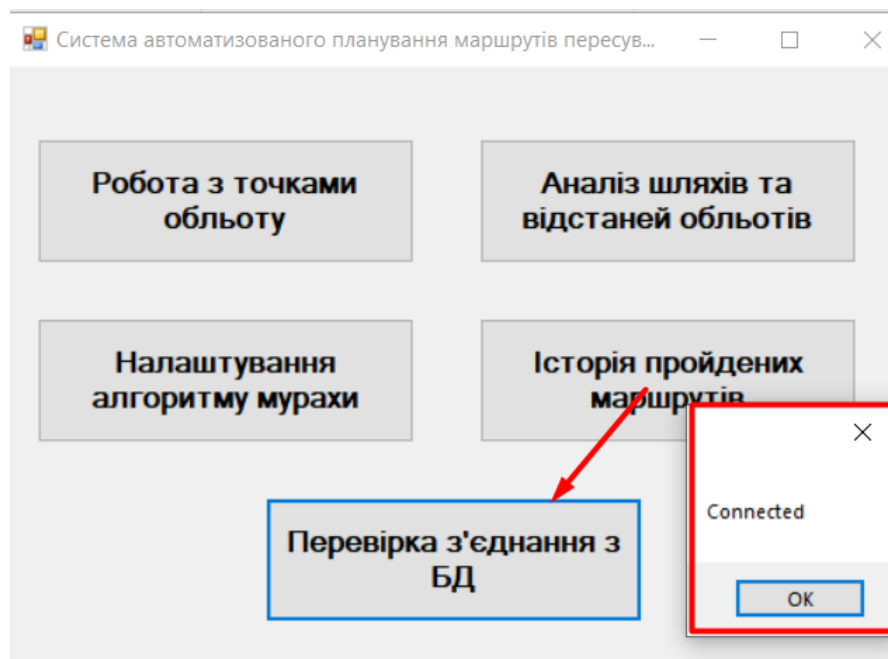 Система автоматизованого планування маршрутів пересув...
Робота з точками
обльоту
Аналіз шляхів та
відстаней обльотів
Налаштування
алгоритму мурахи
Історія пройдених
маршрутів
Connected
OK
Перевірка з'єднання з
БД